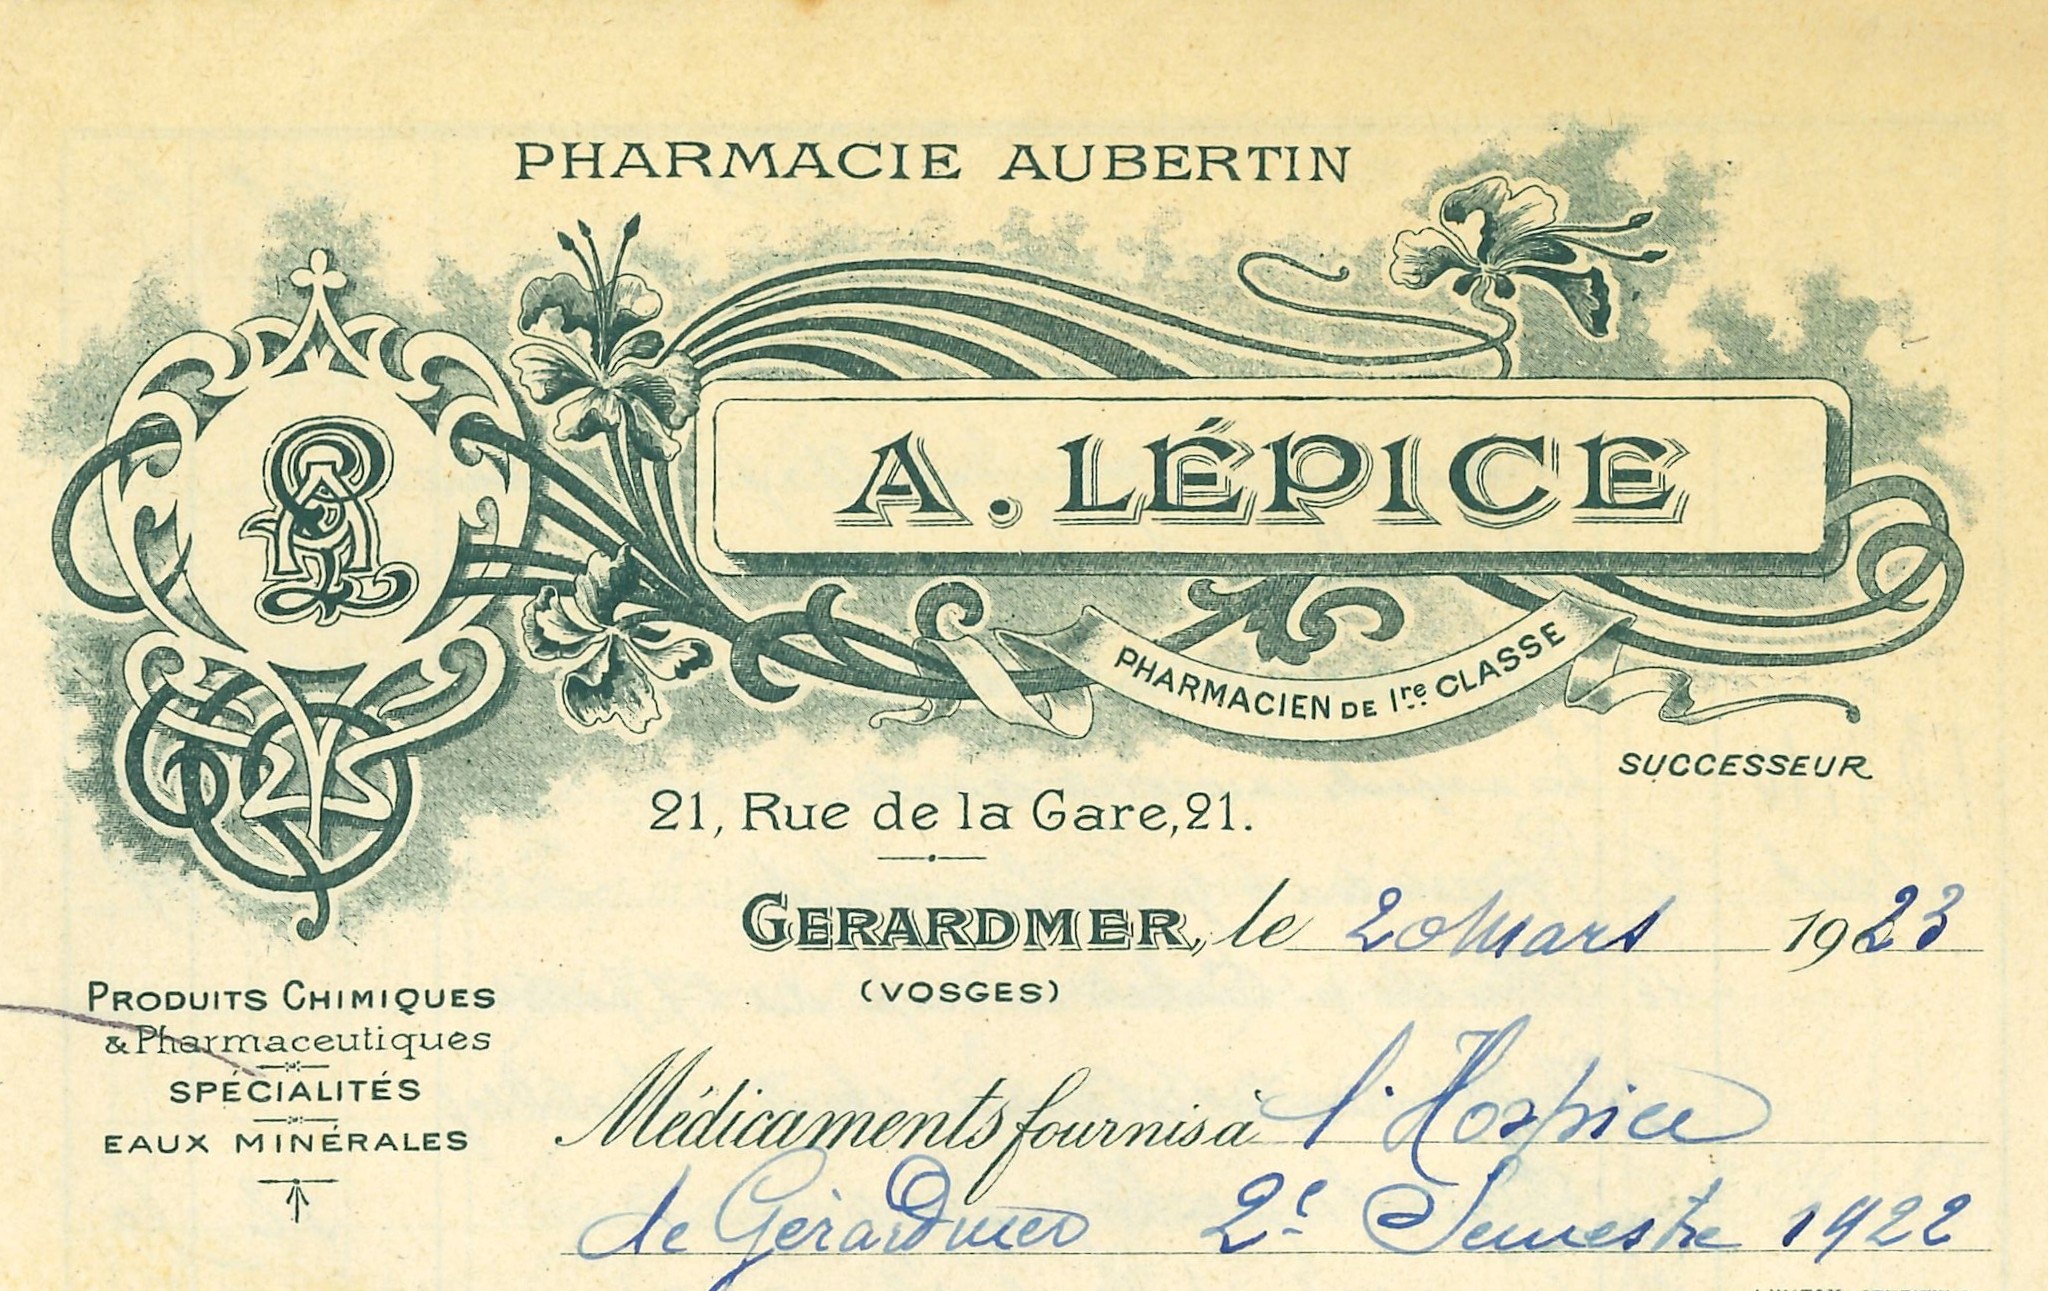 PHARMACIE AUBERTIN
A. LÉPICE
PHARMACIEN DE 1re CLASSE
SUCCESSEUR
21, Rue de la Gare, 21.
GERARDMER, le 20 Mars 1923
(VOSGES)
PRODUITS CHIMIQUES
& Pharmaceutiques
SPÉCIALITÉS
EAUX MINÉRALES
Médicaments fournis à l'Hospice
de Gérardmer 2e Semestre 1922